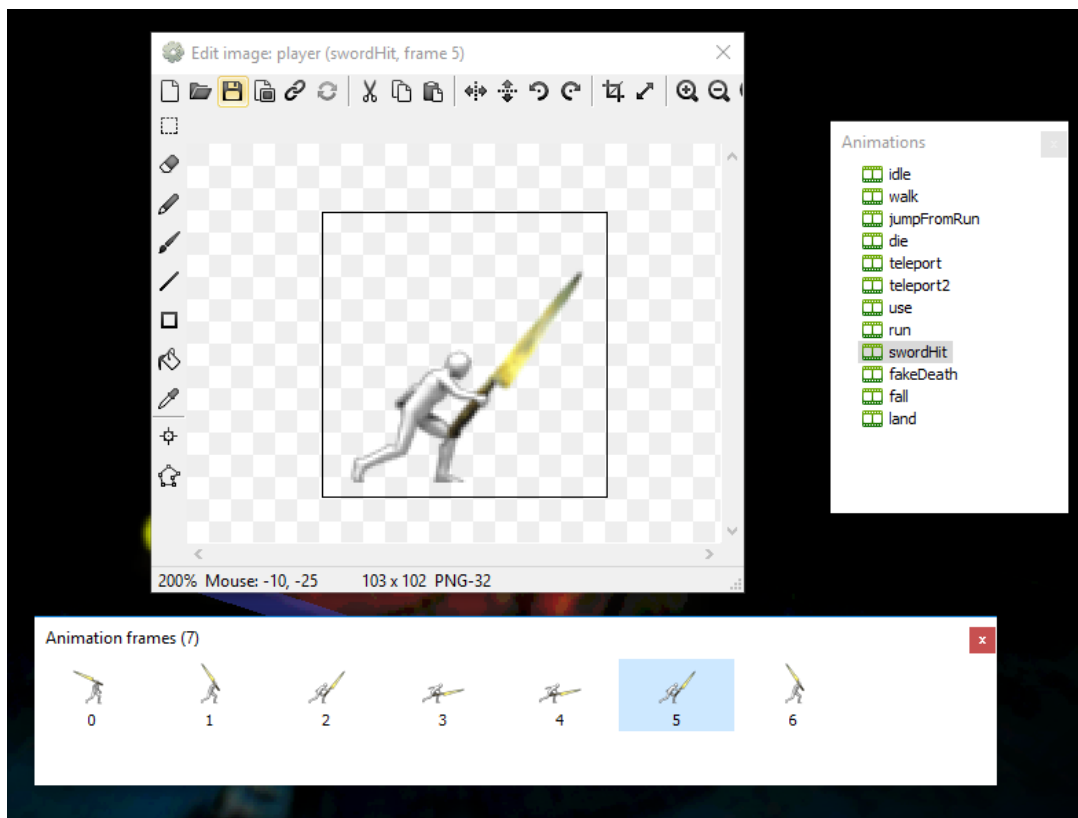 Edit image: player (swordHit, frame 5)
Animations
idle
walk
jumpFromRun
die
teleport
teleport2
use
run
swordHit
fakeDeath
fall
land
200% Mouse: -10, -25 103 x 102 PNG-32
Animation frames (7)
0 1 2 3 4 5 6